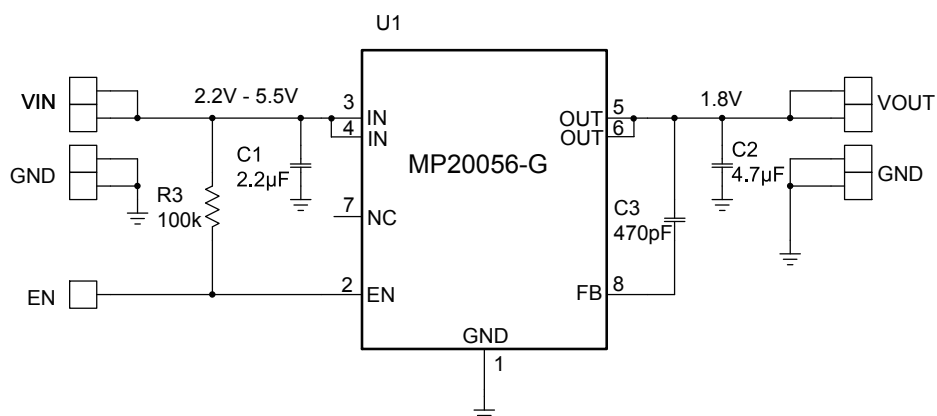 U1
VIN
2.2V - 5.5V
3
IN
4
IN
C1
2.2µF
GND
R3
100k
7
NC
EN
2
EN
MP20056-G
GND
1
OUT
5
OUT
6
1.8V
VOUT
C2
4.7µF
GND
C3
470pF
FB
8